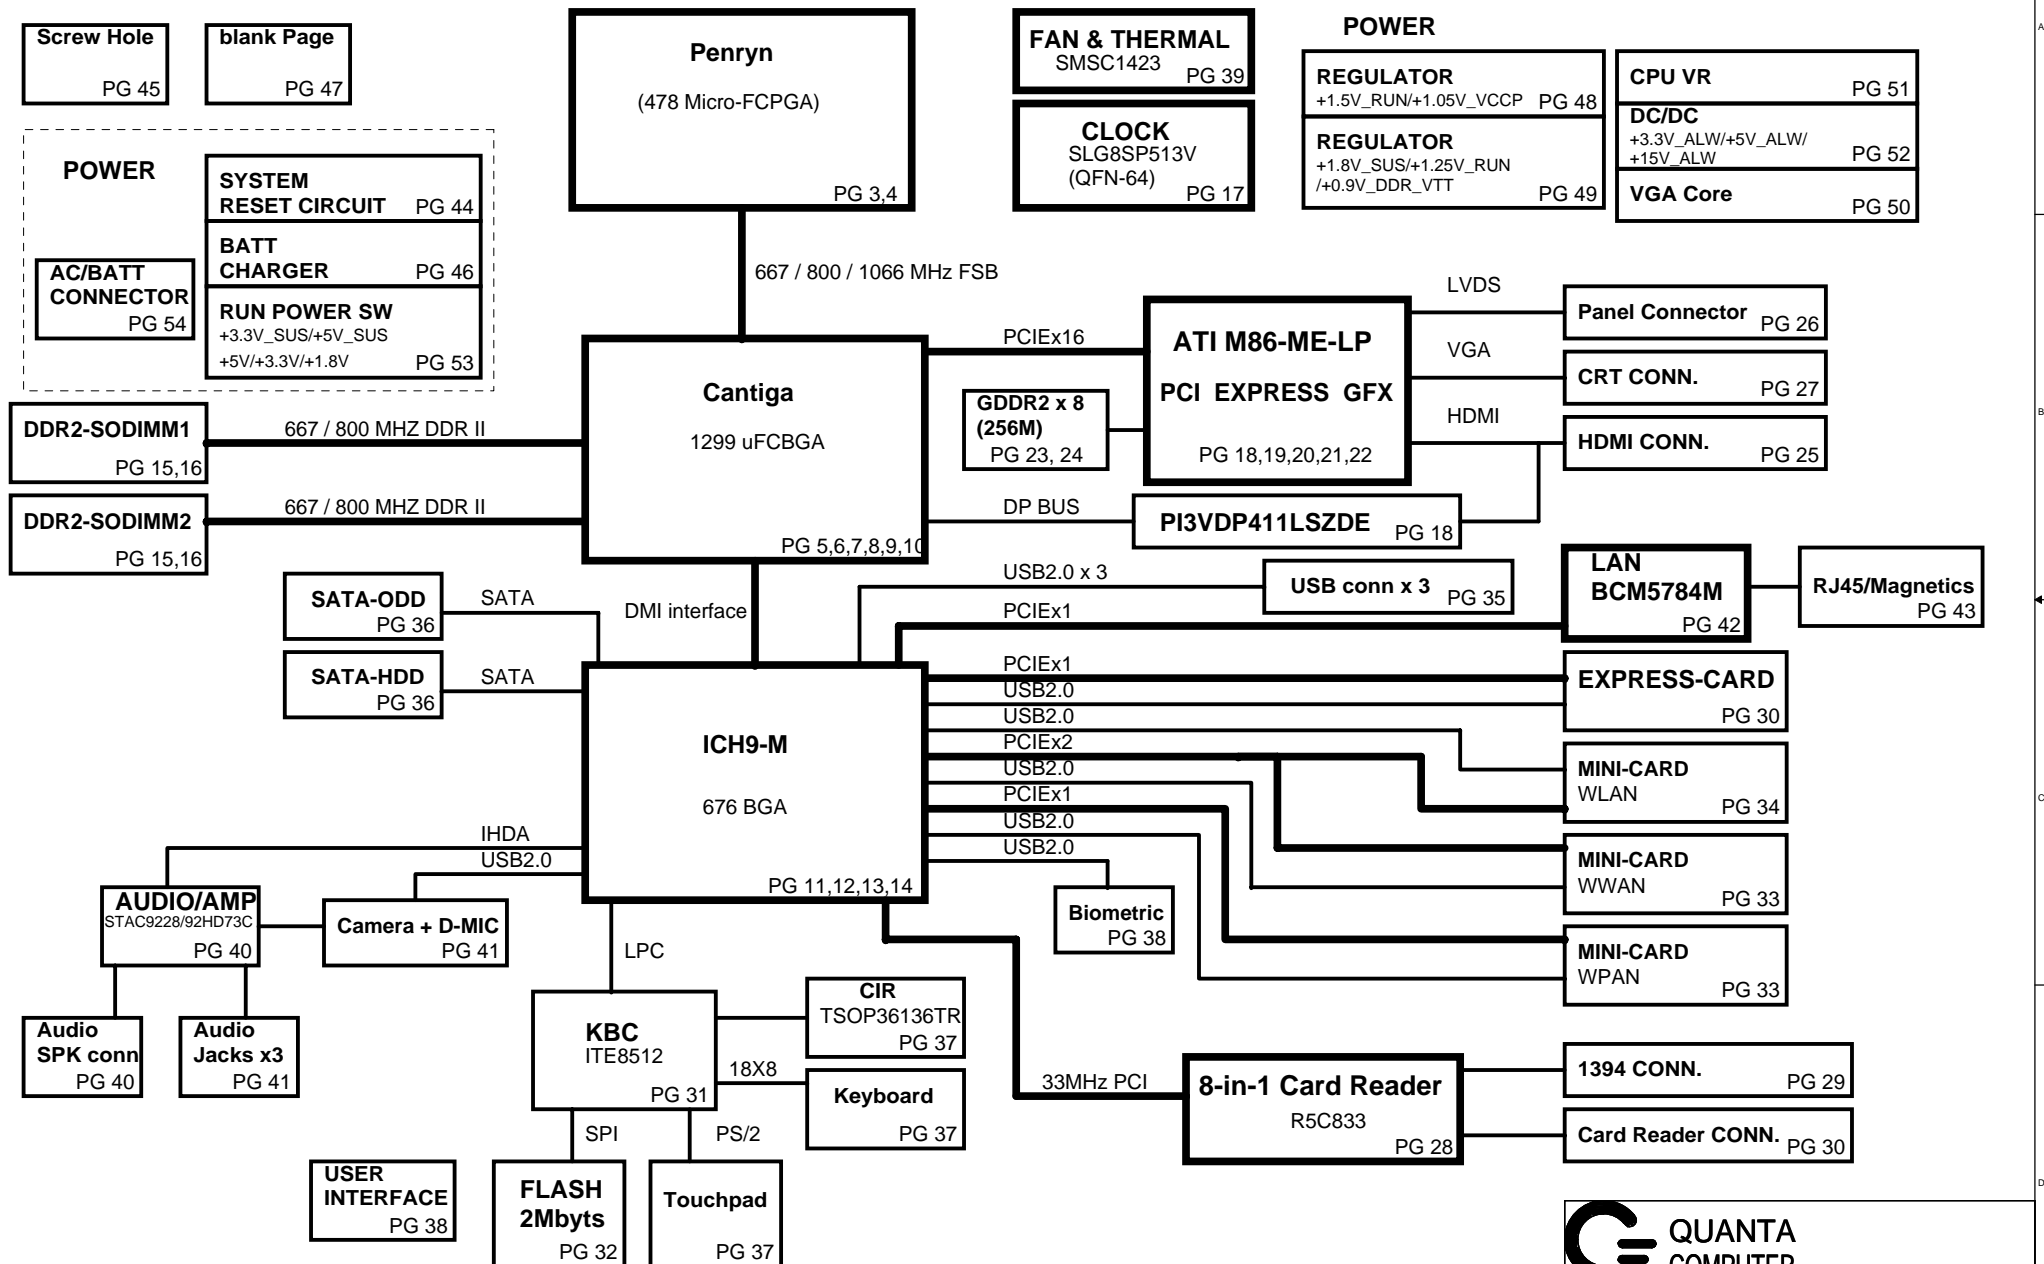 Screw Hole
PG 45
blank Page
PG 47
POWER
SYSTEM
RESET CIRCUIT PG 44
BATT
CHARGER PG 46
AC/BATT
CONNECTOR
PG 54
RUN POWER SW
+3.3V_SUS/+5V_SUS
+5V/+3.3V/+1.8V PG 53
Penryn
(478 Micro-FCPGA)
PG 3,4
FAN & THERMAL
SMSC1423
PG 39
CLOCK
SLG8SP513V
(QFN-64)
PG 17
POWER
REGULATOR
+1.5V_RUN/+1.05V_VCCP PG 48
REGULATOR
+1.8V_SUS/+1.25V_RUN
/+0.9V_DDR_VTT
PG 49
CPU VR
PG 51
DC/DC
+3.3V_ALW/+5V_ALW/
+15V_ALW
PG 52
VGA Core
PG 50
A
667 / 800 / 1066 MHz FSB
Cantiga
1299 uFCBGA
PG 5,6,7,8,9,10
DDR2-SODIMM1
PG 15,16
667 / 800 MHZ DDR II
DDR2-SODIMM2
PG 15,16
667 / 800 MHZ DDR II
PCIEx16
ATI M86-ME-LP
PCI EXPRESS GFX
PG 18,19,20,21,22
GDDR2 x 8
(256M)
PG 23, 24
LVDS
Panel Connector
PG 26
VGA
CRT CONN.
PG 27
HDMI
HDMI CONN.
PG 25
B
DP BUS
PI3VDP411LSZDE
PG 18
SATA-ODD
PG 36
SATA
SATA-HDD
PG 36
SATA
DMI interface
USB2.0 x 3
USB conn x 3
PG 35
PCIEx1
LAN
BCM5784M
PG 42
RJ45/Magnetics
PG 43
ICH9-M
676 BGA
PG 11,12,13,14
PCIEx1
USB2.0
USB2.0
PCIEx2
USB2.0
PCIEx1
USB2.0
USB2.0
EXPRESS-CARD
PG 30
MINI-CARD
WLAN
PG 34
MINI-CARD
WWAN
PG 33
MINI-CARD
WPAN
PG 33
C
Biometric
PG 38
IHDA
USB2.0
AUDIO/AMP
STAC9228/92HD73C
PG 40
Camera + D-MIC
PG 41
Audio
SPK conn
PG 40
Audio
Jacks x3
PG 41
LPC
KBC
ITE8512
PG 31
CIR
TSOP36136TR
PG 37
18X8
Keyboard
PG 37
SPI
PS/2
FLASH
2Mbyts
PG 32
Touchpad
PG 37
USER
INTERFACE
PG 38
33MHz PCI
8-in-1 Card Reader
R5C833
PG 28
1394 CONN.
PG 29
Card Reader CONN.
PG 30
D
QUANTA
COMPUTER